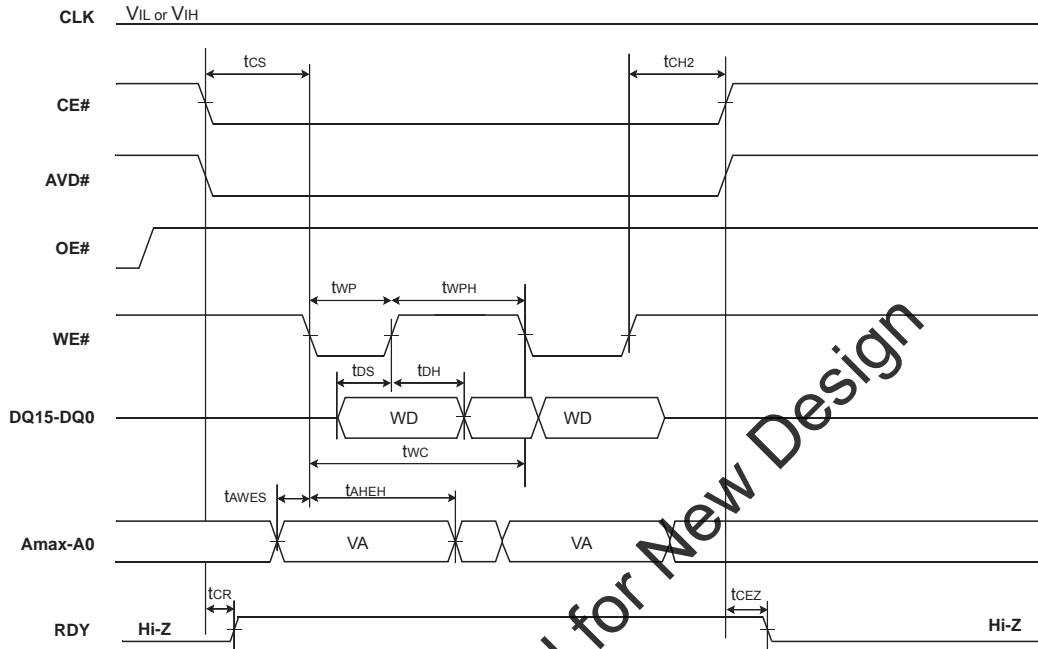 CLK VIL or VIH
tCS tCH2
CE#
AVD#
OE#
tWP tWPH
WE#
tDS tDH
DQ15-DQ0 WD WD
tWC
tAWES tAHEH
Amax-A0 VA VA
tCR tCEZ
RDY Hi-Z Hi-Z
d for New Design